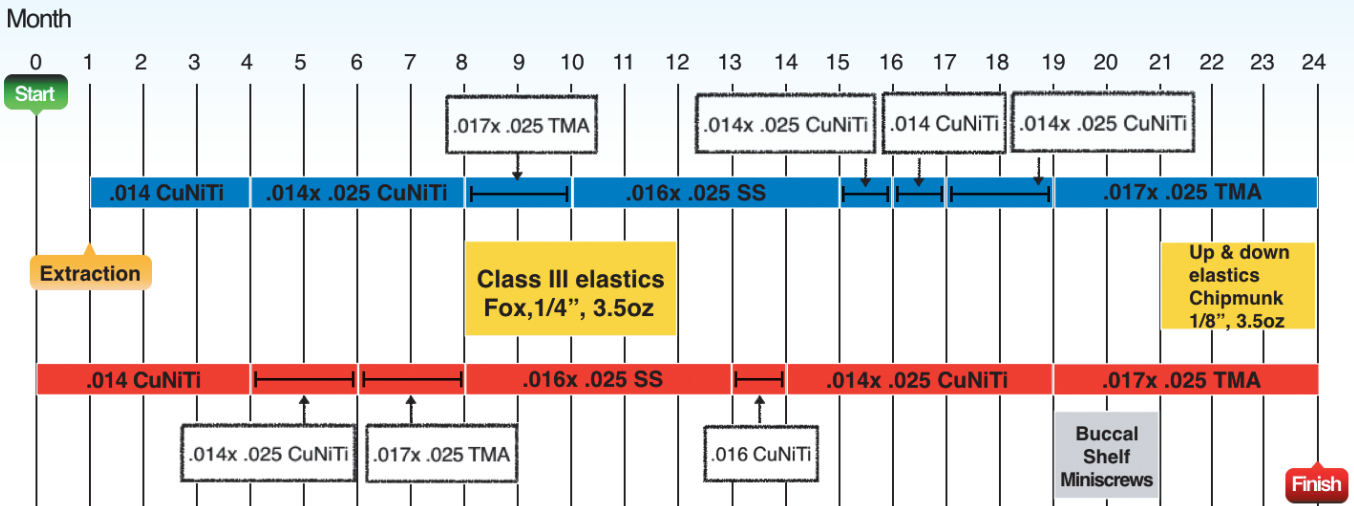 Month
0 1 2 3 4 5 6 7 8 9 10 11 12 13 14 15 16 17 18 19 20 21 22 23 24
Start
.017x .025 TMA
.014x .025 CuNiTi
.014 CuNiTi
.014x .025 CuNiTi
.014 CuNiTi
.014x .025 CuNiTi
.016x .025 SS
.017x .025 TMA
Extraction
Class III elastics
Fox,1/4”, 3.5oz
Up & down
elastics
Chipmunk
1/8”, 3.5oz
.014 CuNiTi
.016x .025 SS
.014x .025 CuNiTi
.017x .025 TMA
.014x .025 CuNiTi
.017x .025 TMA
.016 CuNiTi
Buccal
Shelf
Miniscrews
Finish